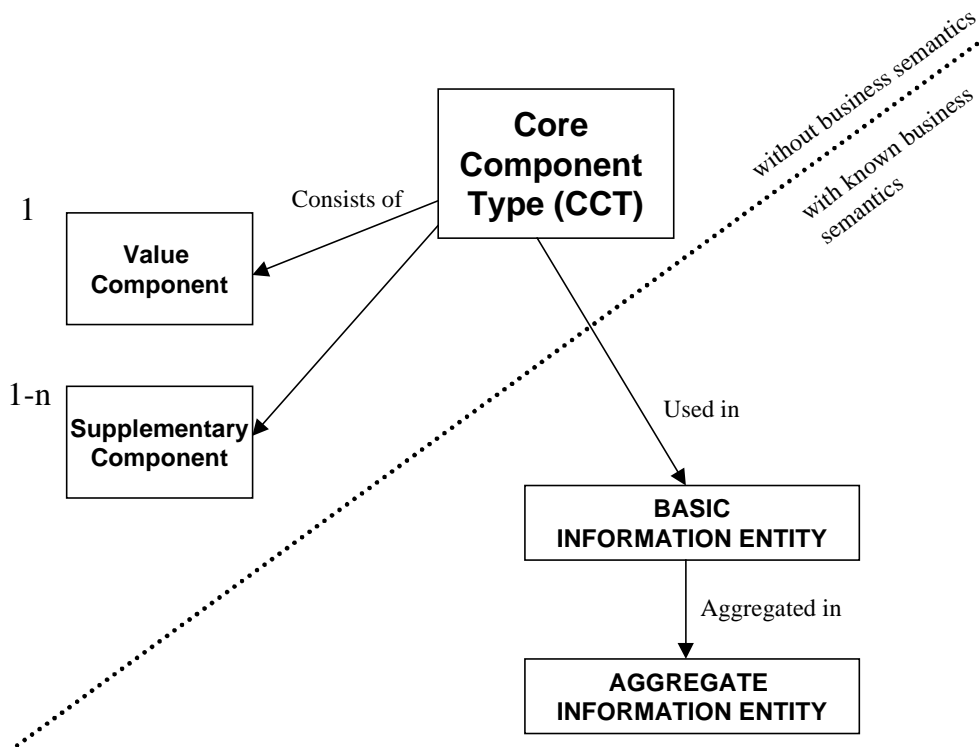 without business semantics
with known business
semantics
Core
Component
Type (CCT)
Consists of
1
Value
Component
1-n
Supplementary
Component
Used in
BASIC
INFORMATION ENTITY
Aggregated in
AGGREGATE
INFORMATION ENTITY